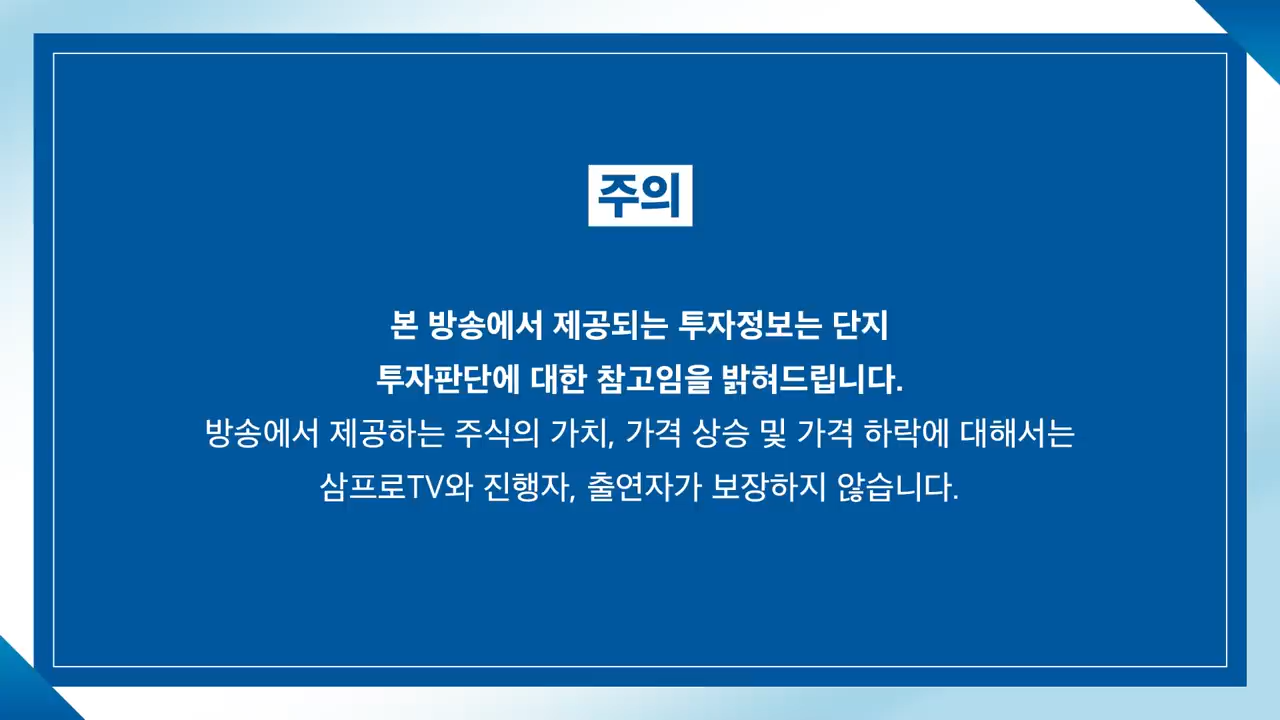 주의
본 방송에서 제공되는 투자정보는 단지
투자판단에 대한 참고임을 밝혀드립니다.
방송에서 제공하는 주식의 가치, 가격 상승 및 가격 하락에 대해서는
삼프로TV와 진행자, 출연자가 보장하지 않습니다.